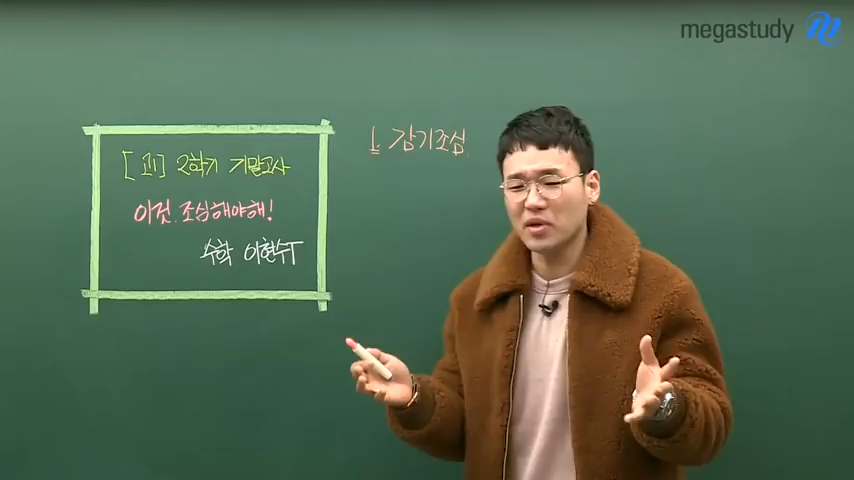 megastudy
[고1] 2학기 기말고사
이것 조심해야해!
수학 이현수T
1. 감기조심